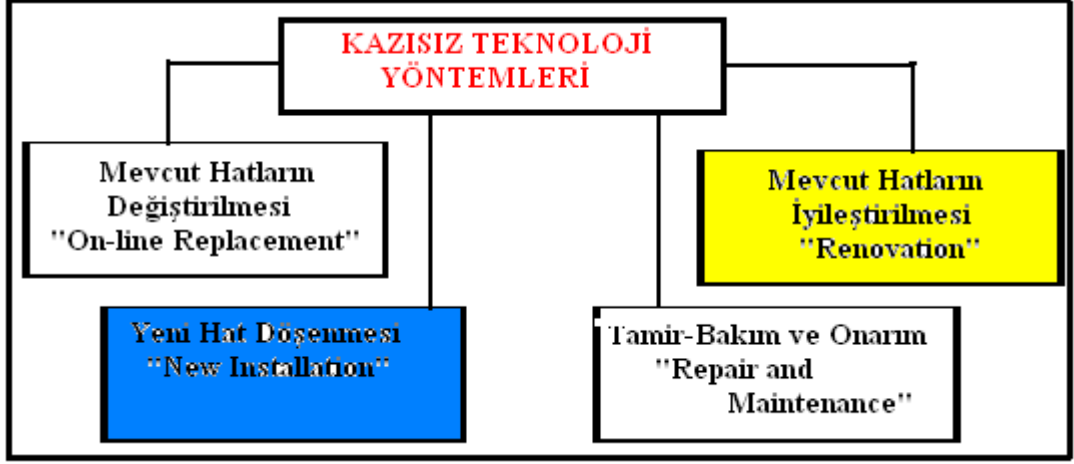 KAZISIZ TEKNOLOJİ
YÖNTEMLERİ
Mevcut Hatların
Değiştirilmesi
"On-line Replacement"
Mevcut Hatların
İyileştirilmesi
"Renovation"
Yeni Hat Döşenmesi
"New Installation"
Tamir-Bakım ve Onarım
"Repair and
Maintenance"